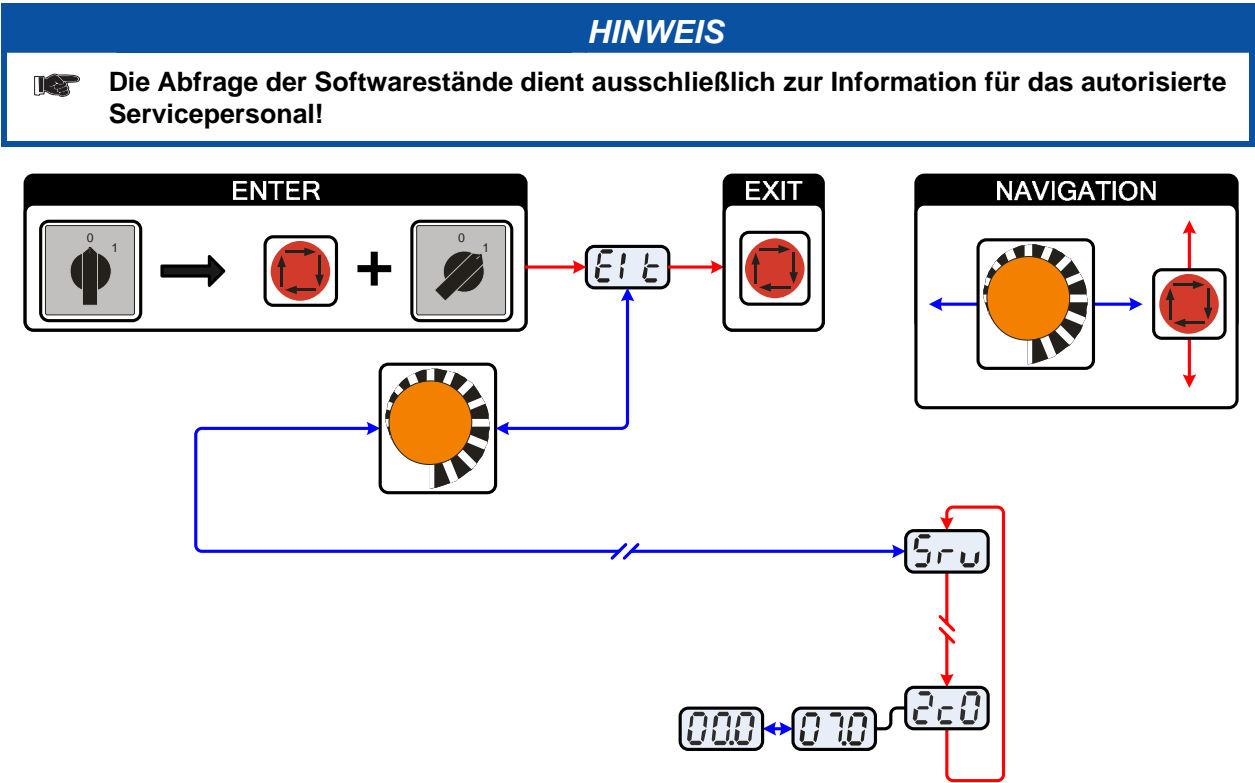 HINWEIS
Die Abfrage der Softwarestände dient ausschließlich zur Information für das autorisierte
Servicepersonal!
ENTER
EXIT
NAVIGATION
0
1
0
1
EIt
Sru
2c0
00.0
07.0